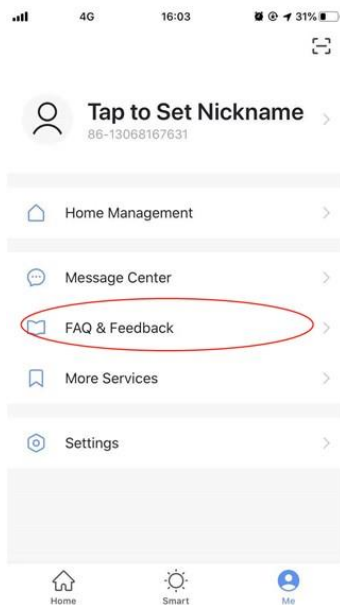 4G 16:03 31%
Tap to Set Nickname
86-13068167631
Home Management
Message Center
FAQ & Feedback
More Services
Settings
Home Smart Me